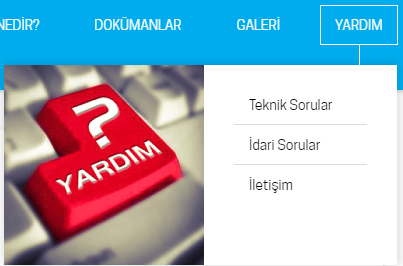 NEDİR? DOKÜMANLAR GALERİ YARDIM
? YARDIM
Teknik Sorular
İdari Sorular
İletişim